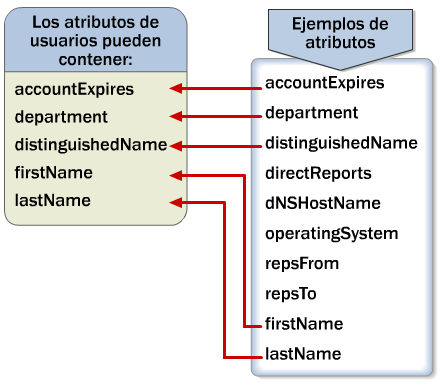 Los atributos de
usuarios pueden
contener:
accountExpires
department
distinguishedName
firstName
lastName
Ejemplos de
atributos
accountExpires
department
distinguishedName
directReports
dNSHostName
operatingSystem
repsFrom
repsTo
firstName
lastName